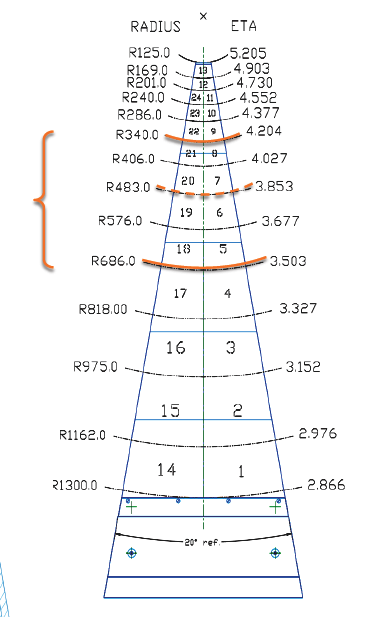 X
RADIUS ETA
R125.0 5.205
R169.0 13 4.903
R201.0 12 4.730
R240.0 24 11 4.552
R286.0 23 10 4.377
R340.0 22 9 4.204
R406.0 21 8 4.027
R483.0 20 7 3.853
R576.0 19 6 3.677
R686.0 18 5 3.503
R818.00 17 4 3.327
R975.0 16 3 3.152
R1162.0 15 2 2.976
R1300.0 14 1 2.866
20° ref.